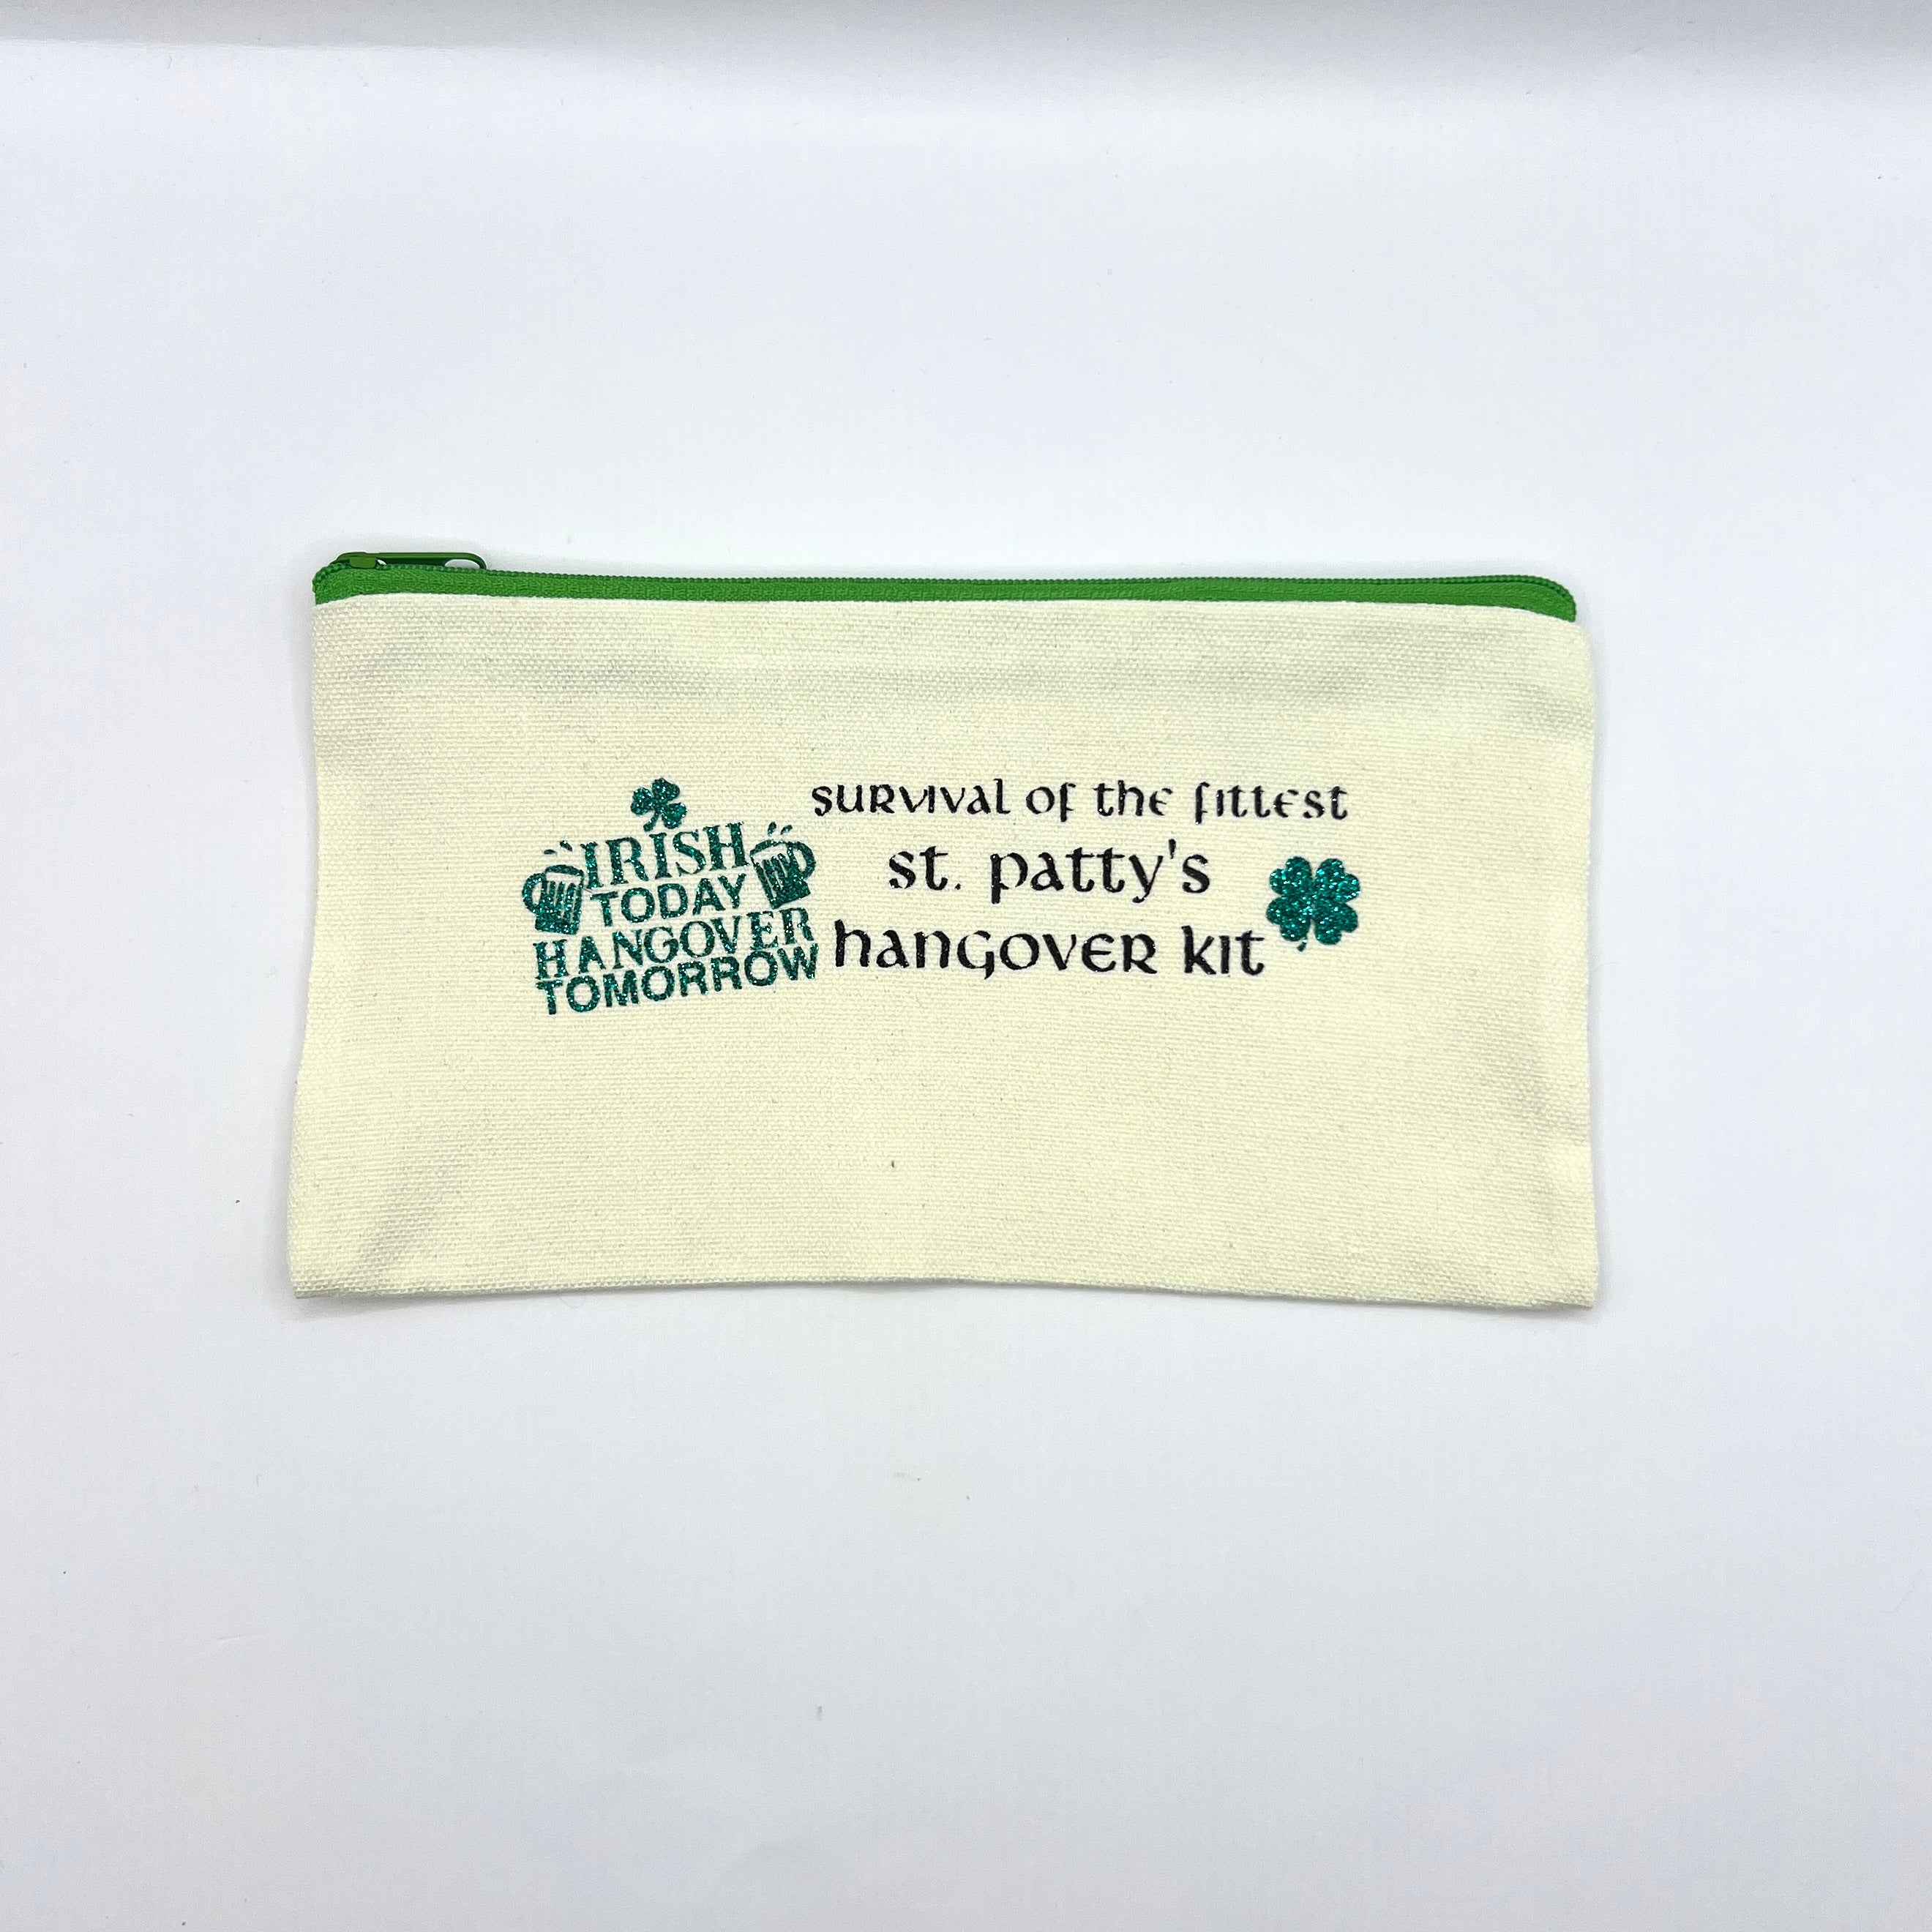 IRISH
TODAY
HANGOVER
TOMORROW
survival of the fittest
st. patty's
hangover kit